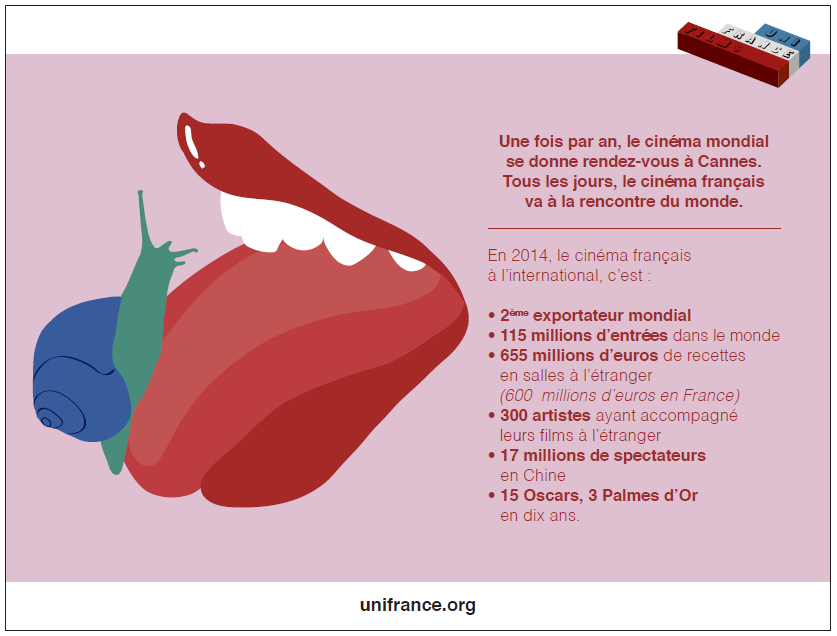 UNI
FRANCE
FILMS
Une fois par an, le cinéma mondial
se donne rendez-vous à Cannes.
Tous les jours, le cinéma français
va à la rencontre du monde.
En 2014, le cinéma français
à l’international, c’est :
• 2ème exportateur mondial
• 115 millions d’entrées dans le monde
• 655 millions d’euros de recettes
en salles à l’étranger
(600 millions d’euros en France)
• 300 artistes ayant accompagné
leurs films à l’étranger
• 17 millions de spectateurs
en Chine
• 15 Oscars, 3 Palmes d’Or
en dix ans.
unifrance.org